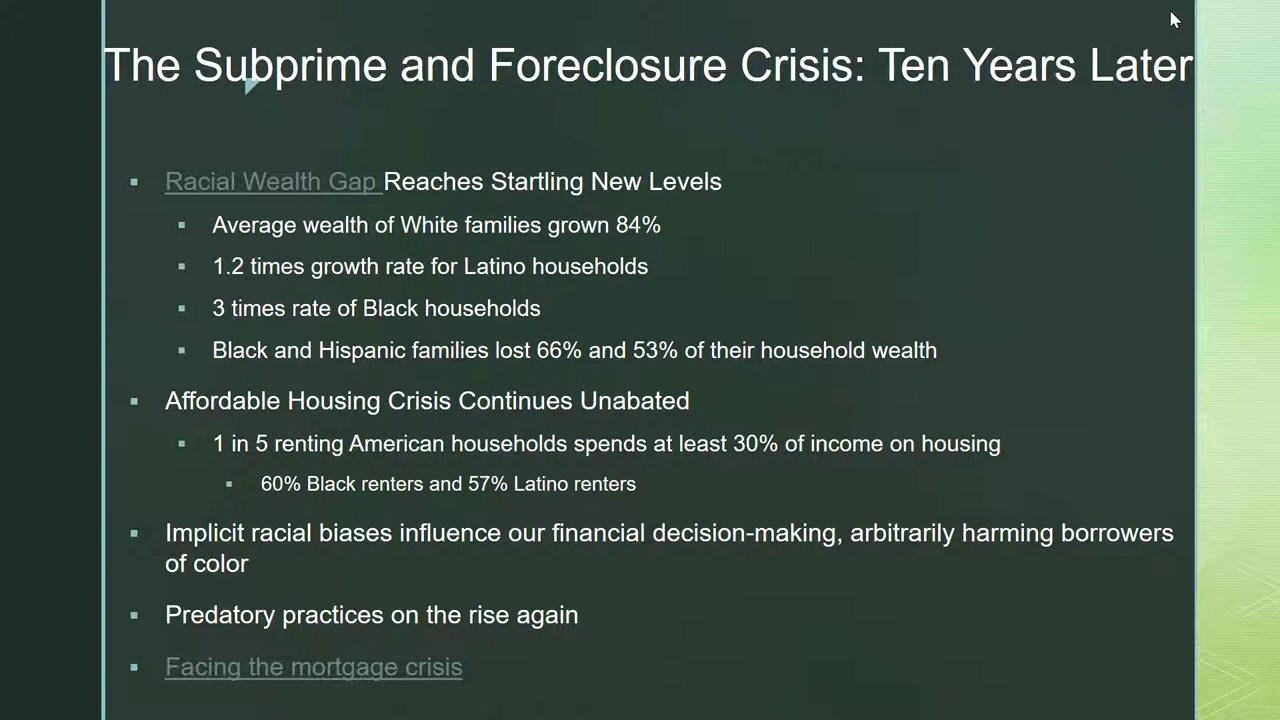 The Subprime and Foreclosure Crisis: Ten Years Later
Racial Wealth Gap Reaches Startling New Levels
Average wealth of White families grown 84%
1.2 times growth rate for Latino households
3 times rate of Black households
Black and Hispanic families lost 66% and 53% of their household wealth
Affordable Housing Crisis Continues Unabated
1 in 5 renting American households spends at least 30% of income on housing
60% Black renters and 57% Latino renters
Implicit racial biases influence our financial decision-making, arbitrarily harming borrowers
of color
Predatory practices on the rise again
Facing the mortgage crisis